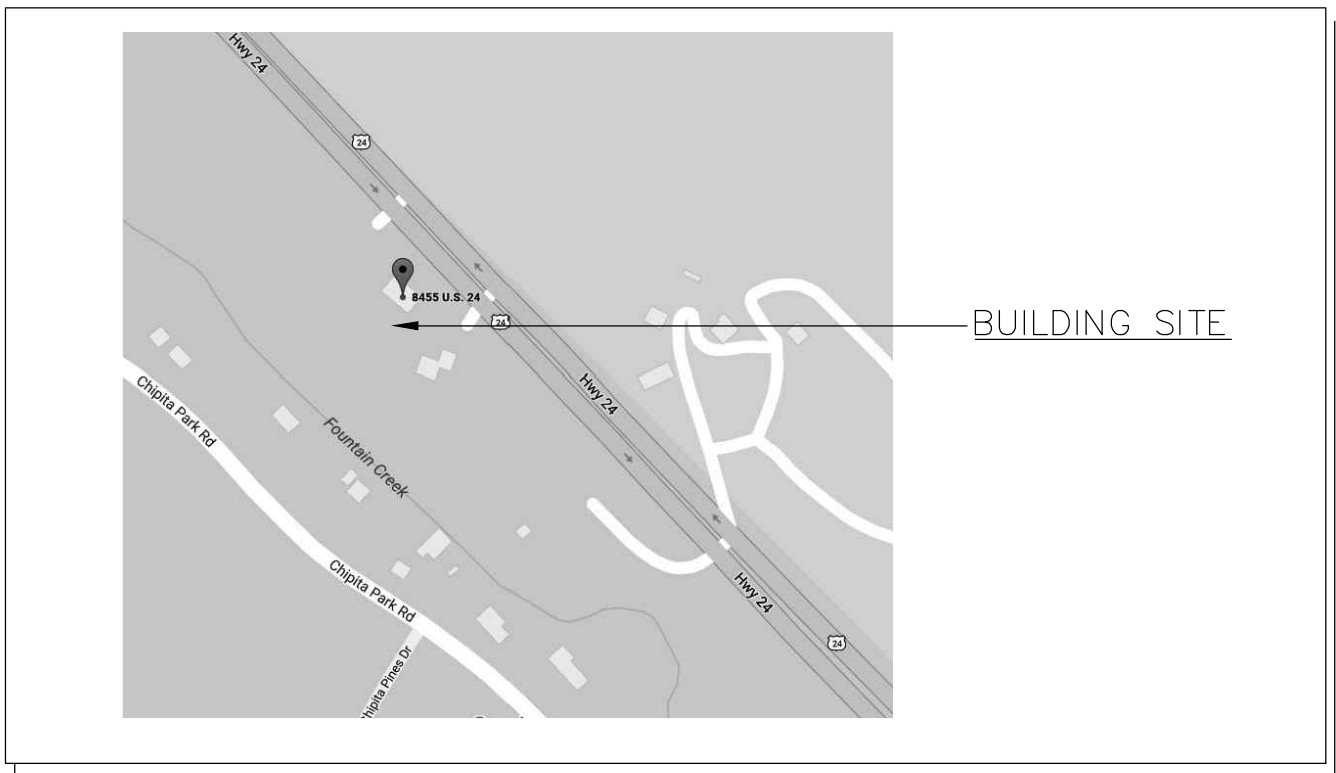 Hwy 24
24
8455 U.S. 24
24
BUILDING SITE
Hwy 24
Chipita Park Rd
Fountain Creek
Chipita Park Rd
Hwy 24
24
Chipita Pines Dr